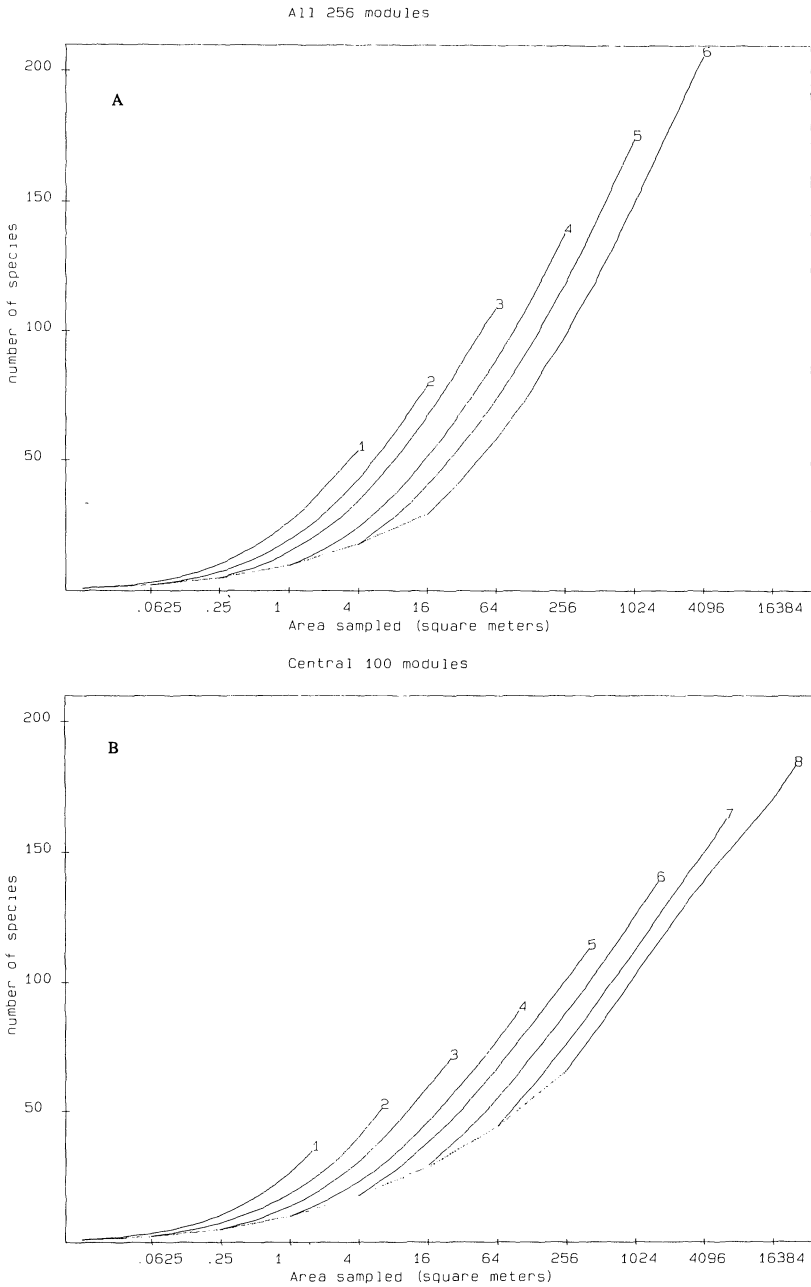 All 256 modules
A
200
150
100
50
number of species
1
2
3
4
5
6
.0625 .25 1 4 16 64 256 1024 4096 16384
Area sampled (square meters)
Central 100 modules
B
200
150
100
50
number of species
1
2
3
4
5
6
7
8
.0625 .25 1 4 16 64 256 1024 4096 16384
Area sampled (square meters)